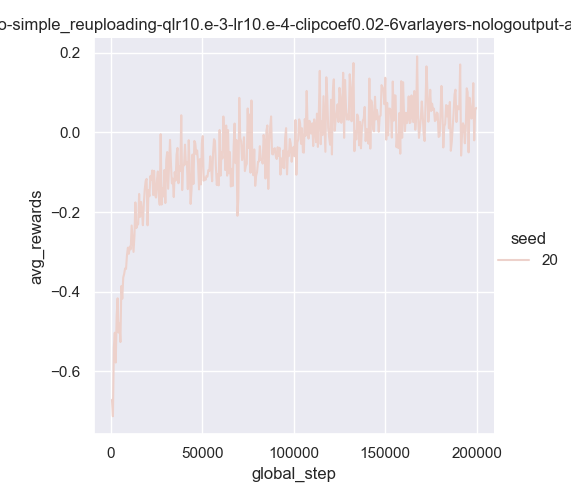 o-simple_reuploading-qlr10.e-3-lr10.e-4-clipcoef0.02-6varlayers-nologoutput-a
0.2
0.0
−0.2
−0.4
−0.6
avg_rewards
0
50000
100000
150000
200000
global_step
seed
20